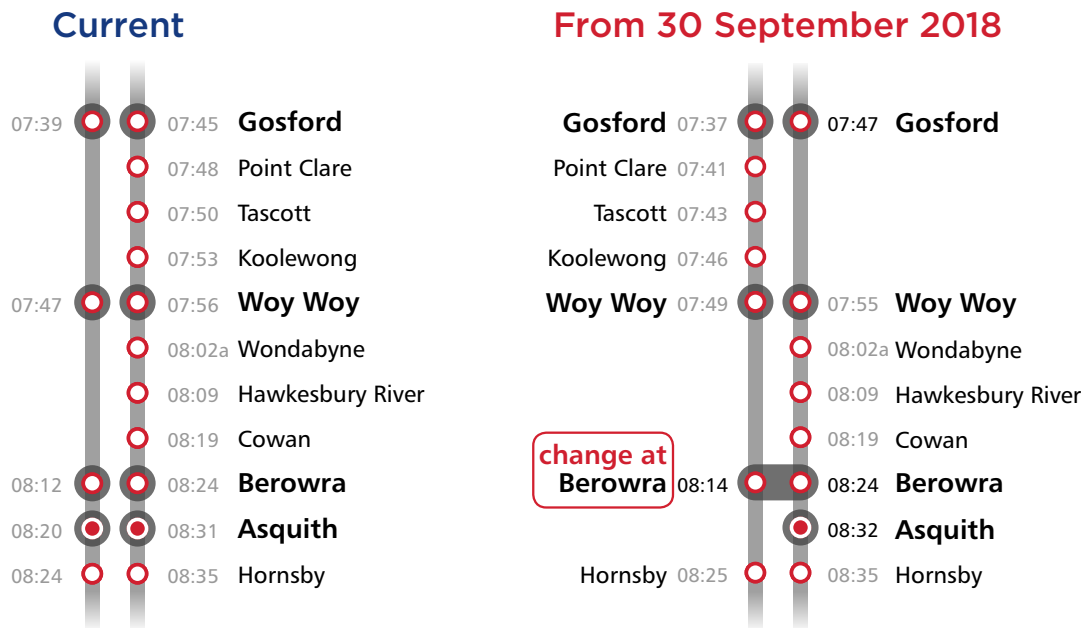 Current
07:39 07:45 Gosford
07:48 Point Clare
07:50 Tascott
07:53 Koolewong
07:47 07:56 Woy Woy
08:02a Wondabyne
08:09 Hawkesbury River
08:19 Cowan
08:12 08:24 Berowra
08:20 08:31 Asquith
08:24 08:35 Hornsby
From 30 September 2018
Gosford 07:37 07:47 Gosford
Point Clare 07:41
Tascott 07:43
Koolewong 07:46
Woy Woy 07:49 07:55 Woy Woy
08:02a Wondabyne
08:09 Hawkesbury River
08:19 Cowan
change at
Berowra 08:14 08:24 Berowra
08:32 Asquith
Hornsby 08:25 08:35 Hornsby